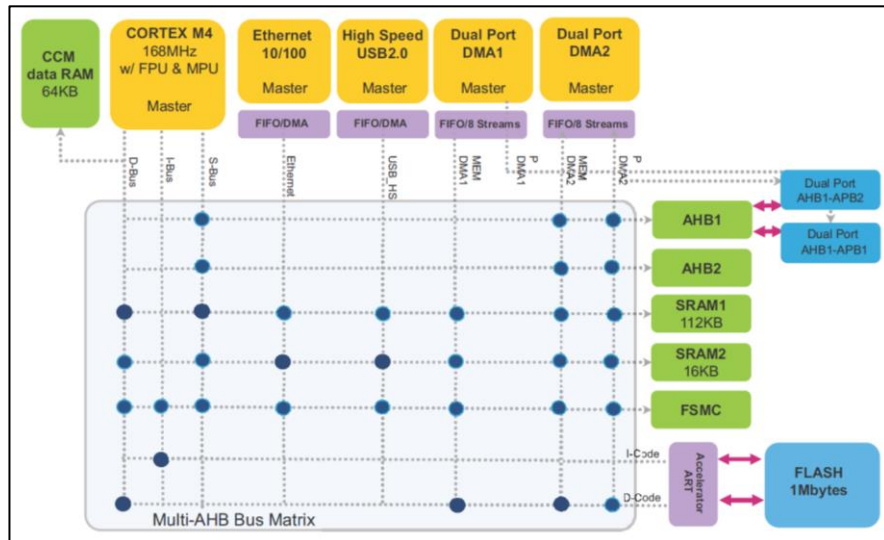 CCM
data RAM
64KB
CORTEX M4
168MHz
w/ FPU & MPU
Master
Ethernet
10/100
Master
High Speed
USB2.0
Master
Dual Port
DMA1
Master
Dual Port
DMA2
Master
FIFO/DMA
FIFO/DMA
FIFO/8 Streams
FIFO/8 Streams
D-Bus
I-Bus
S-Bus
Ethernet
USB_HS
MEM
DMA1
P
DMA1
MEM
DMA2
P
DMA2
Dual Port
AHB1-APB2
Dual Port
AHB1-APB1
AHB1
AHB2
SRAM1
112KB
SRAM2
16KB
FSMC
I-Code
D-Code
Accelerator
ART
FLASH
1Mbytes
Multi-AHB Bus Matrix